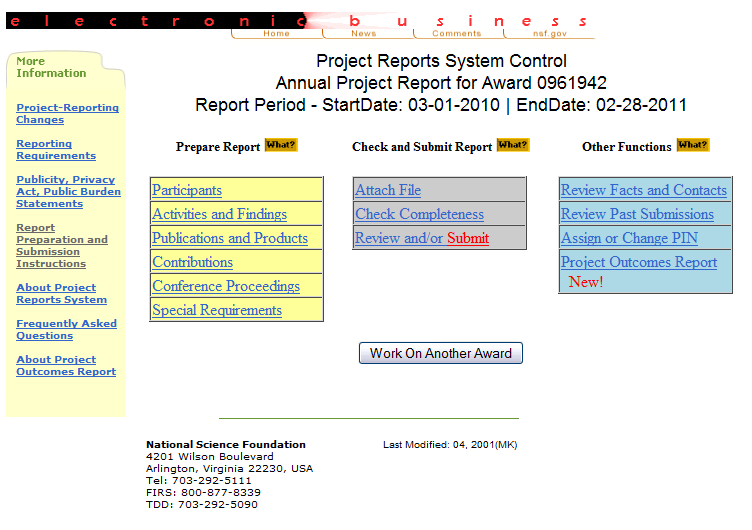 electronic business
Home News Comments nsf.gov
More
Information
Project-Reporting
Changes
Reporting
Requirements
Publicity, Privacy
Act, Public Burden
Statements
Report
Preparation and
Submission
Instructions
About Project
Reports System
Frequently Asked
Questions
About Project
Outcomes Report
Project Reports System Control
Annual Project Report for Award 0961942
Report Period - StartDate: 03-01-2010 | EndDate: 02-28-2011
Prepare Report What?
Participants
Activities and Findings
Publications and Products
Contributions
Conference Proceedings
Special Requirements
Check and Submit Report What?
Attach File
Check Completeness
Review and/or Submit
Other Functions What?
Review Facts and Contacts
Review Past Submissions
Assign or Change PIN
Project Outcomes Report
New!
Work On Another Award
National Science Foundation
4201 Wilson Boulevard
Arlington, Virginia 22230, USA
Tel: 703-292-5111
FIRS: 800-877-8339
TDD: 703-292-5090
Last Modified: 04, 2001(MK)